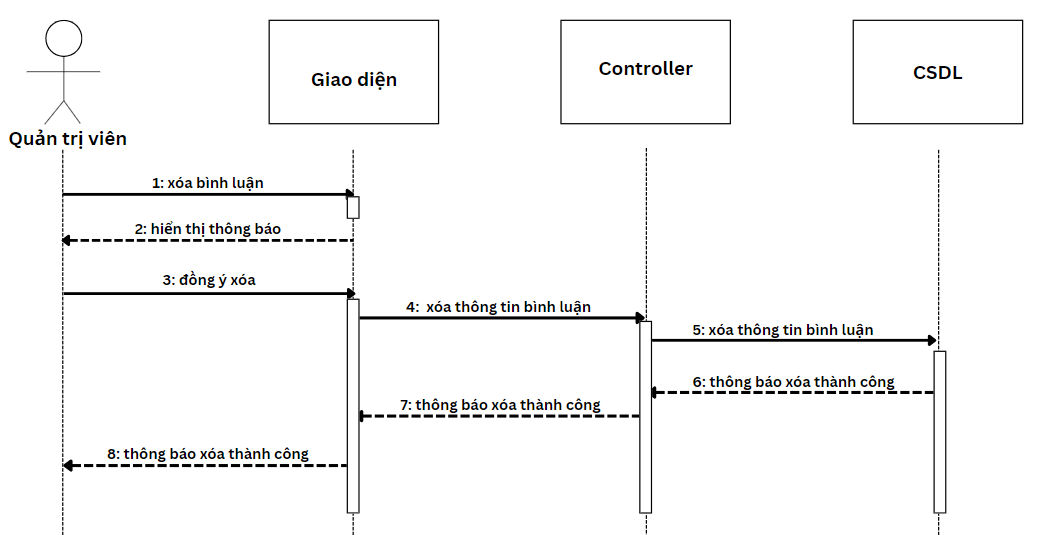 Giao diện
Controller
CSDL
Quản trị viên
1: xóa bình luận
2: hiển thị thông báo
3: đồng ý xóa
4: xóa thông tin bình luận
5: xóa thông tin bình luận
6: thông báo xóa thành công
7: thông báo xóa thành công
8: thông báo xóa thành công